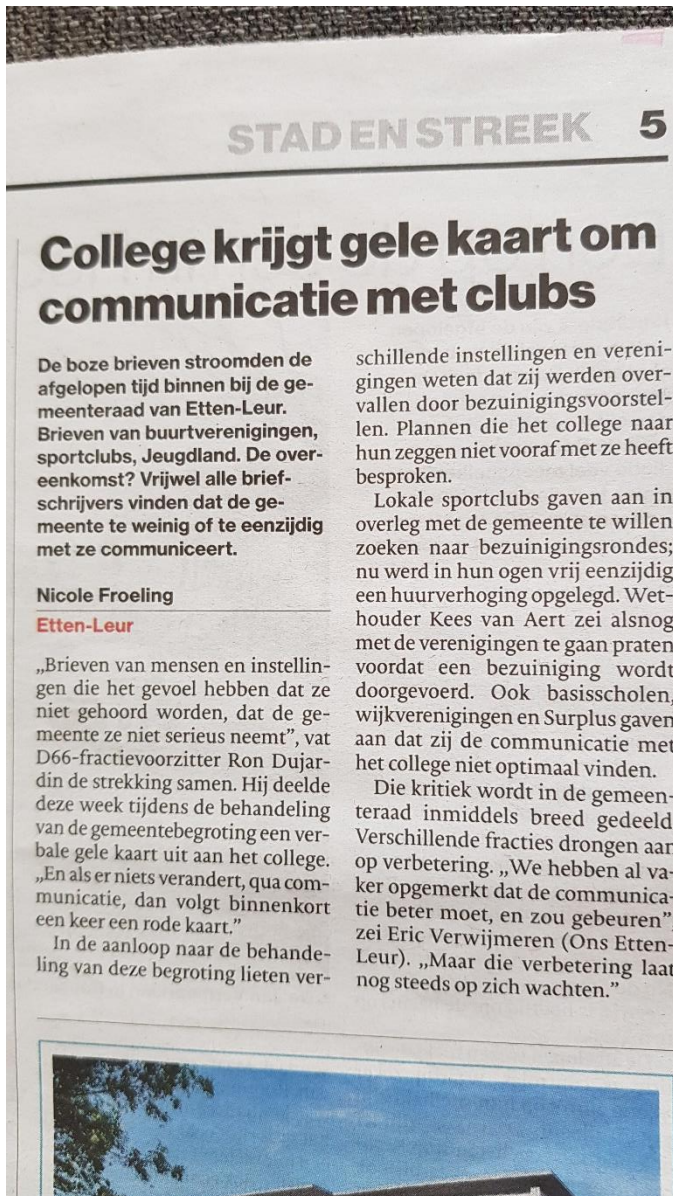 STAD EN STREEK 5
College krijgt gele kaart om
communicatie met clubs
De boze brieven stroomden de
afgelopen tijd binnen bij de ge-
meenteraad van Etten-Leur.
Brieven van buurtverenigingen,
sportclubs, Jeugdland. De over-
eenkomst? Vrijwel alle brief-
schrijvers vinden dat de ge-
meente te weinig of te eenzijdig
met ze communiceert.
Nicole Froeling
Etten-Leur
„Brieven van mensen en instellin-
gen die het gevoel hebben dat ze
niet gehoord worden, dat de ge-
meente ze niet serieus neemt”, vat
D66-fractievoorzitter Ron Dujar-
din de strekking samen. Hij deelde
deze week tijdens de behandeling
van de gemeentebegroting een ver-
bale gele kaart uit aan het college.
„En als er niets verandert, qua com-
municatie, dan volgt binnenkort
een keer een rode kaart.”
In de aanloop naar de behande-
ling van deze begroting lieten ver-
schillende instellingen en vereni-
gingen weten dat zij werden over-
vallen door bezuinigingsvoorstel-
len. Plannen die het college naar
hun zeggen niet vooraf met ze heeft
besproken.
Lokale sportclubs gaven aan in
overleg met de gemeente te willen
zoeken naar bezuinigingsrondes;
nu werd in hun ogen vrij eenzijdig
een huurverhoging opgelegd. Wet-
houder Kees van Aert zei alsnog
met de verenigingen te gaan praten
voordat een bezuiniging wordt
doorgevoerd. Ook basisscholen,
wijkverenigingen en Surplus gaven
aan dat zij de communicatie met
het college niet optimaal vinden.
Die kritiek wordt in de gemeen-
teraad inmiddels breed gedeeld
Verschillende fracties drongen aan
op verbetering. „We hebben al va-
ker opgemerkt dat de communica-
tie beter moet, en zou gebeuren”
zei Eric Verwijmeren (Ons Etten-
Leur). „Maar die verbetering laat
nog steeds op zich wachten.”